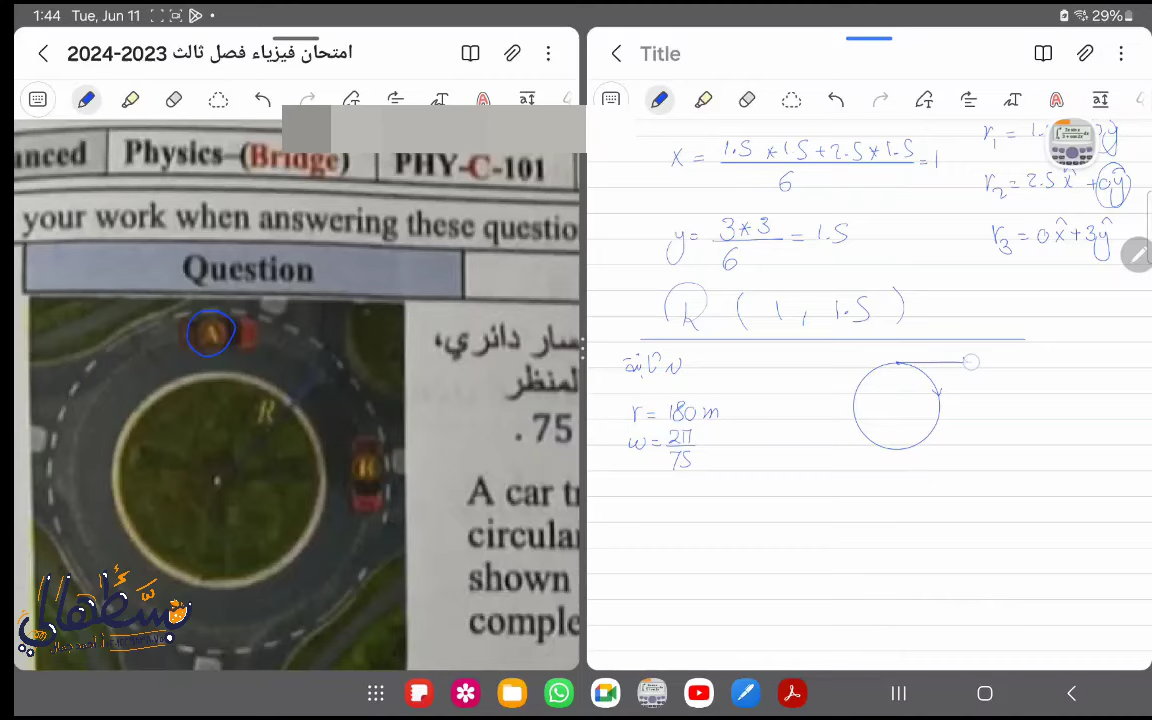 1:44 Tue, Jun 11
29%
امتحان فيزياء فصل ثالث 2023-2024
Title
anced
Physics-(Bridge)
PHY-C-101
your work when answering these questio
Question
A
R
B
سار دائري،
لمنظر
75 .
A car tr
circular
shown
comple
x = 1.5 * 1.5 + 2.5 * 1.5 / 6 = 1
r₂ = 2.5 x̂ + 0ŷ
y = 3 * 3 / 6 = 1.5
r₃ = 0x̂ + 3ŷ
R ( 1 , 1.5 )
r = 180 m
w = 2π / 75